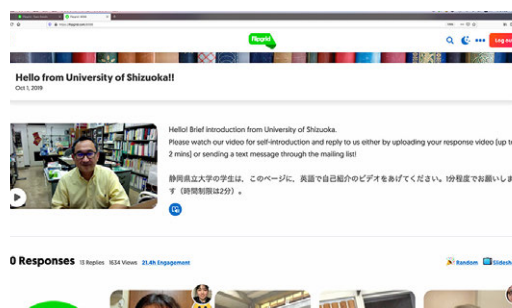 Flipgrid
Log ou
Hello from University of Shizuoka!!
Oct 1, 2019
Hello! Brief introduction from University of Shizuoka.
Please watch our video for self-introduction and reply to us either by uploading your response video [up to
2 mins] or sending a text message through the mailing list!
静岡県立大学の学生は、このページに、英語で自己紹介のビデオをあげてください。1分程度でお願いしま
す（時間制限は2分）。
0 Responses 13 Replies 1634 Views 21.4h Engagement
Random Slidesh